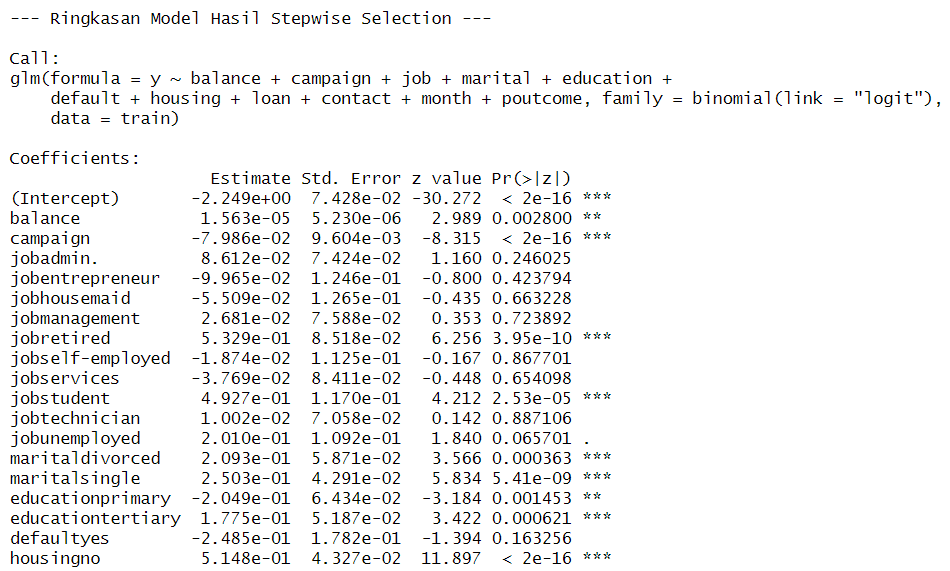 --- Ringkasan Model Hasil Stepwise Selection ---
Call:
glm(formula = y ~ balance + campaign + job + marital + education +
    default + housing + loan + contact + month + poutcome, family = binomial(link = "logit"),
    data = train)
Coefficients:
                    Estimate Std. Error z value Pr(>|z|)
(Intercept)       -2.249e+00  7.428e-02 -30.272  < 2e-16 ***
balance            1.563e-05  5.230e-06   2.989 0.002800 **
campaign          -7.986e-02  9.604e-03  -8.315  < 2e-16 ***
jobadmin.          8.612e-02  7.424e-02   1.160 0.246025
jobentrepreneur   -9.965e-02  1.246e-01  -0.800 0.423794
jobhousemaid      -5.509e-02  1.265e-01  -0.435 0.663228
jobmanagement      2.681e-02  7.588e-02   0.353 0.723892
jobretired         5.329e-01  8.518e-02   6.256 3.95e-10 ***
jobself-employed  -1.874e-02  1.125e-01  -0.167 0.867701
jobservices       -3.769e-02  8.411e-02  -0.448 0.654098
jobstudent         4.927e-01  1.170e-01   4.212 2.53e-05 ***
jobtechnician      1.002e-02  7.058e-02   0.142 0.887106
jobunemployed      2.010e-01  1.092e-01   1.840 0.065701 .
maritaldivorced    2.093e-01  5.871e-02   3.566 0.000363 ***
maritalsingle      2.503e-01  4.291e-02   5.834 5.41e-09 ***
educationprimary  -2.049e-01  6.434e-02  -3.184 0.001453 **
educationtertiary  1.775e-01  5.187e-02   3.422 0.000621 ***
defaultyes        -2.485e-01  1.782e-01  -1.394 0.163256
housingno          5.148e-01  4.327e-02  11.897  < 2e-16 ***